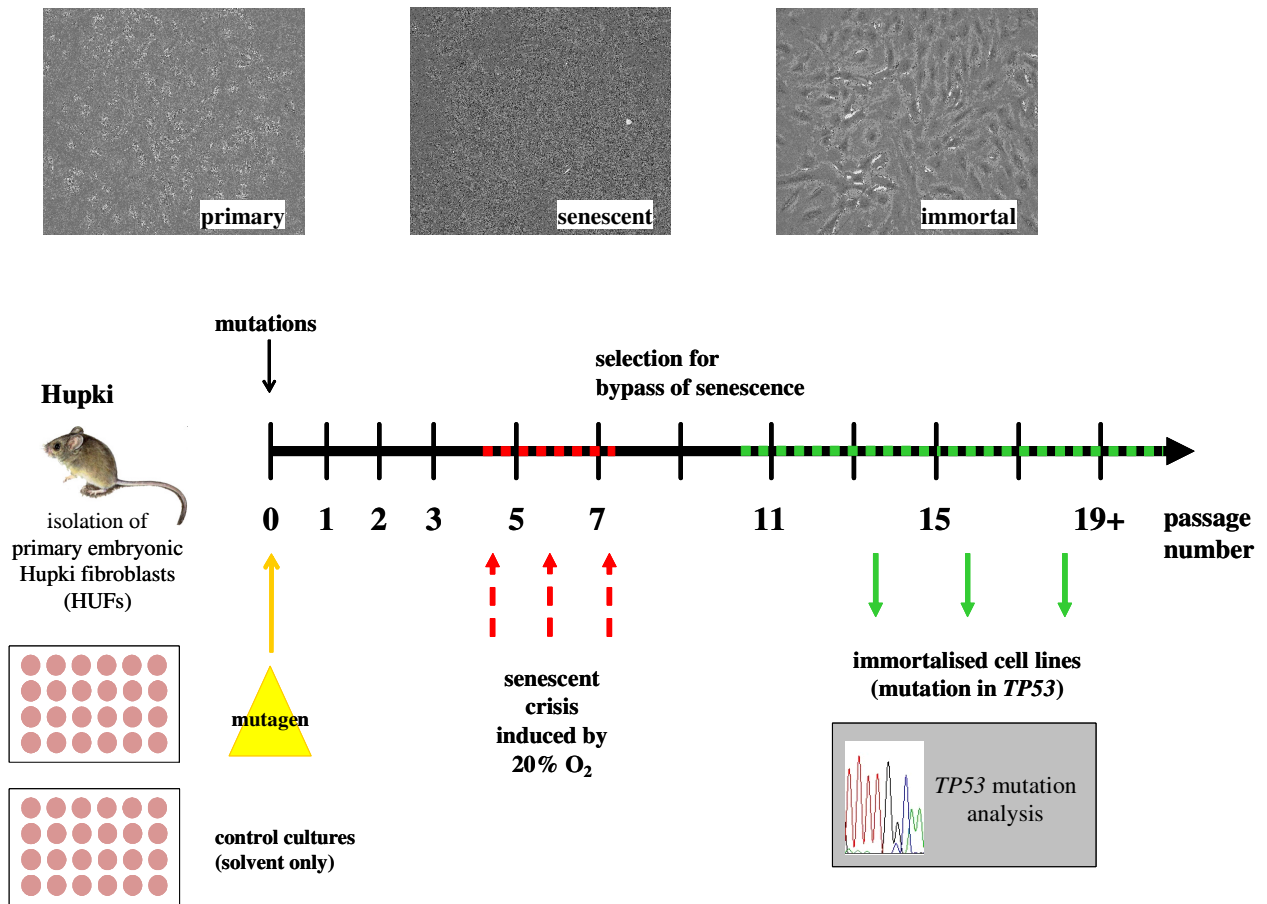 primary
senescent
immortal
mutations
selection for
bypass of senescence
Hupki
0 1 2 3 5 7 11 15 19+ passage
number
isolation of
primary embryonic
Hupki fibroblasts
(HUFs)
mutagen
senescent
crisis
induced by
20% O₂
immortalised cell lines
(mutation in TP53)
TP53 mutation
analysis
control cultures
(solvent only)